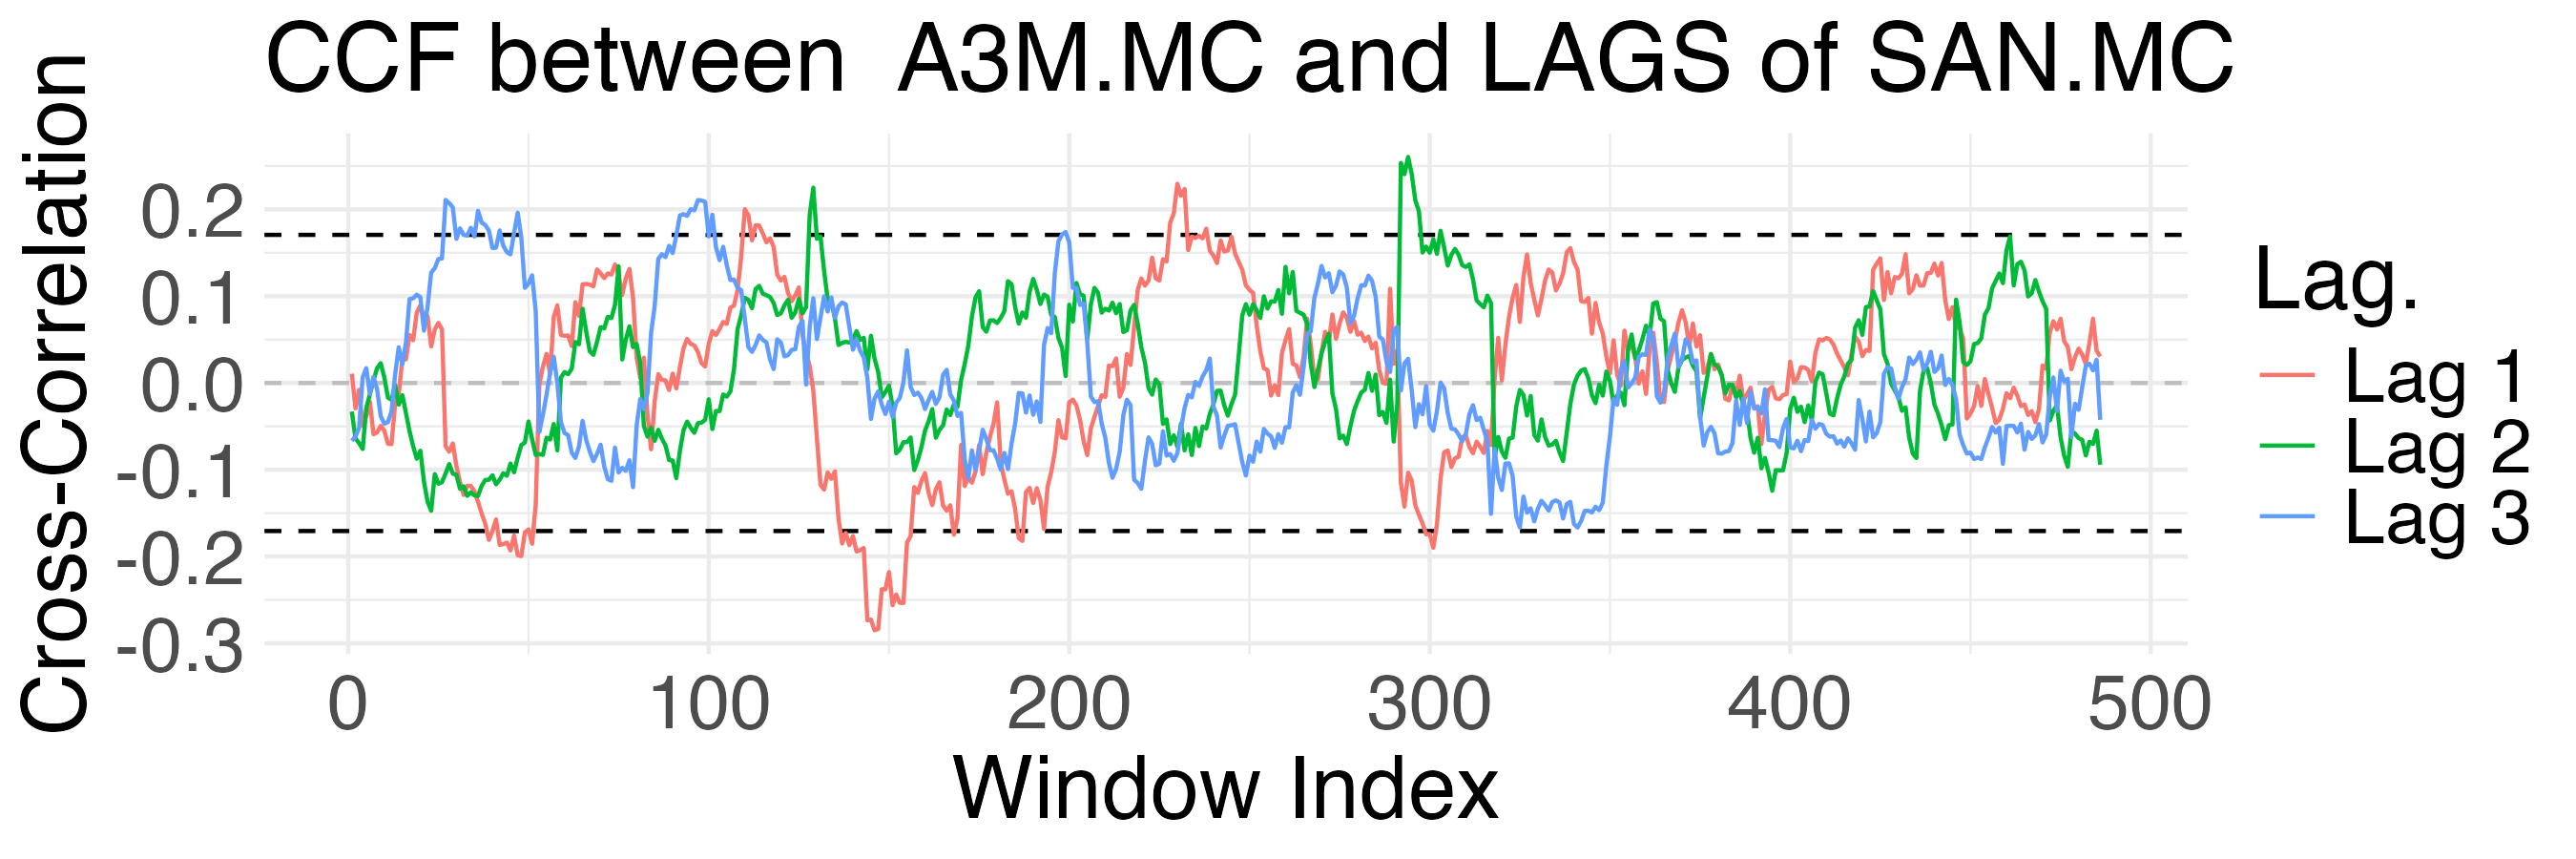 CCF between  A3M.MC and LAGS of SAN.MC
Cross-Correlation
0.2
0.1
0.0
-0.1
-0.2
-0.3
0 100 200 300 400 500
Window Index
Lag.
Lag 1
Lag 2
Lag 3